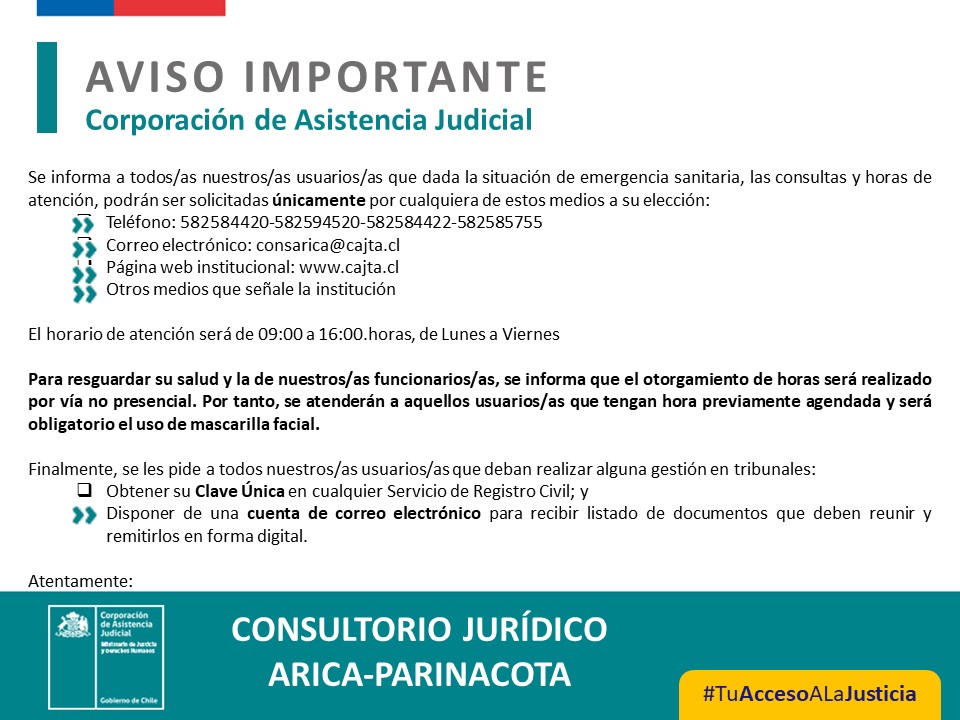 AVISO IMPORTANTE
Corporación de Asistencia Judicial
Se informa a todos/as nuestros/as usuarios/as que dada la situación de emergencia sanitaria, las consultas y horas de
atención, podrán ser solicitadas únicamente por cualquiera de estos medios a su elección:
Teléfono: 582584420-582594520-582584422-582585755
Correo electrónico: consarica@cajta.cl
Página web institucional: www.cajta.cl
Otros medios que señale la institución
El horario de atención será de 09:00 a 16:00.horas, de Lunes a Viernes
Para resguardar su salud y la de nuestros/as funcionarios/as, se informa que el otorgamiento de horas será realizado
por vía no presencial. Por tanto, se atenderán a aquellos usuarios/as que tengan hora previamente agendada y será
obligatorio el uso de mascarilla facial.
Finalmente, se les pide a todos nuestros/as usuarios/as que deban realizar alguna gestión en tribunales:
Obtener su Clave Única en cualquier Servicio de Registro Civil; y
Disponer de una cuenta de correo electrónico para recibir listado de documentos que deben reunir y
remitirlos en forma digital.
Atentamente:
Corporación
de Asistencia
Judicial
Ministerio de Justicia
y Derechos Humanos
Gobierno de Chile
CONSULTORIO JURÍDICO
ARICA-PARINACOTA
#TuAccesoALaJusticia